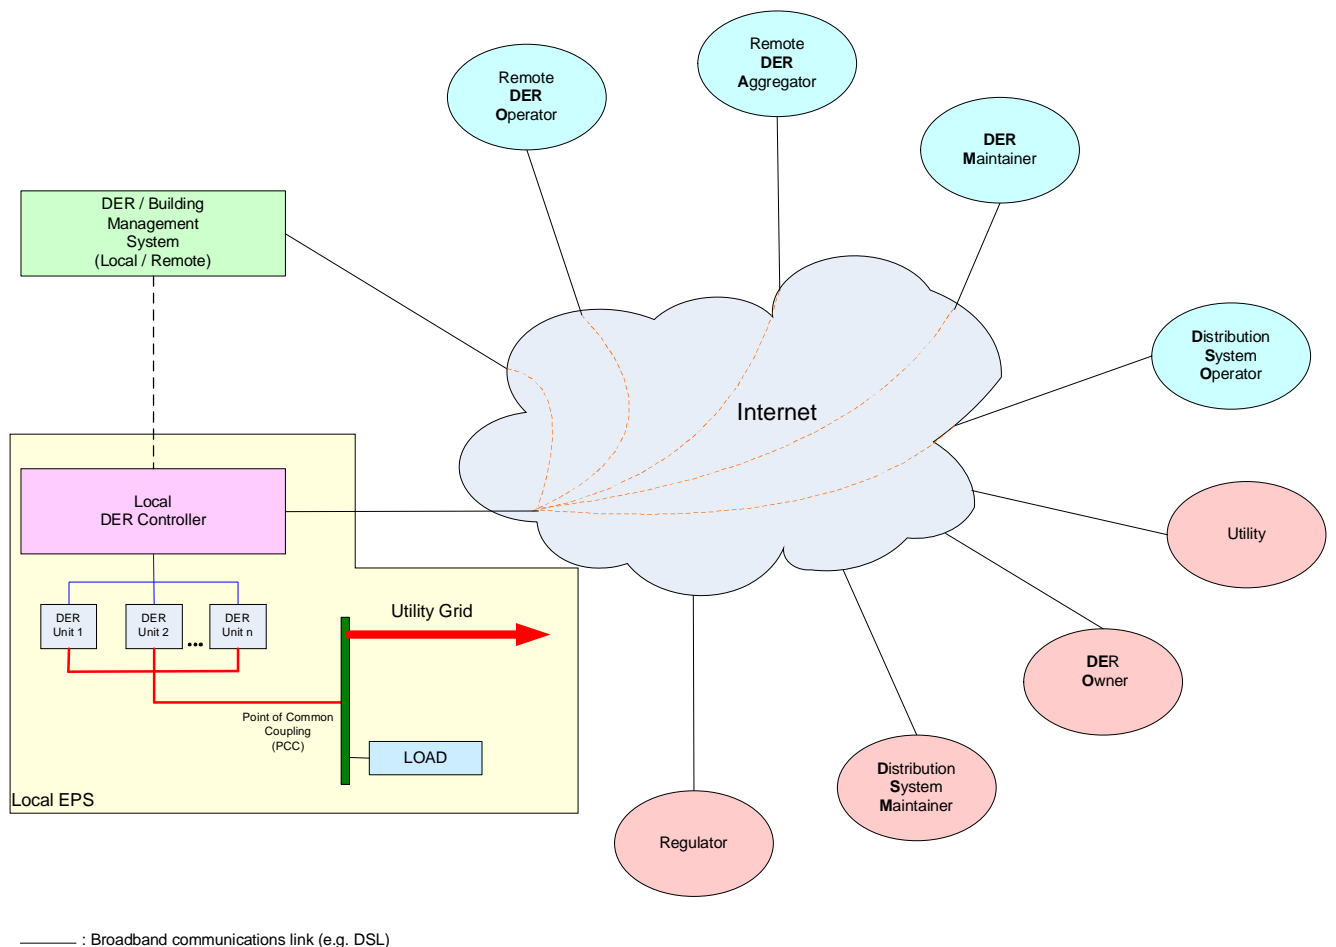 Remote
DER
Operator
Remote
DER
Aggregator
DER
Maintainer
DER / Building
Management
System
(Local / Remote)
Distribution
System
Operator
Internet
Local
DER Controller
Utility
DER
Unit 1
DER
Unit 2
...
DER
Unit n
Utility Grid
DER
Owner
Point of Common
Coupling
(PCC)
LOAD
Distribution
System
Maintainer
Local EPS
Regulator
: Broadband communications link (e.g. DSL)